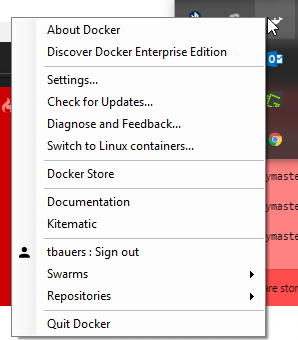 About Docker
Discover Docker Enterprise Edition
Settings...
Check for Updates...
Diagnose and Feedback...
Switch to Linux containers...
Docker Store
Documentation
Kitematic
tbauers : Sign out
Swarms
Repositories
Quit Docker
ymaste
ymaste
ymaste
are stor